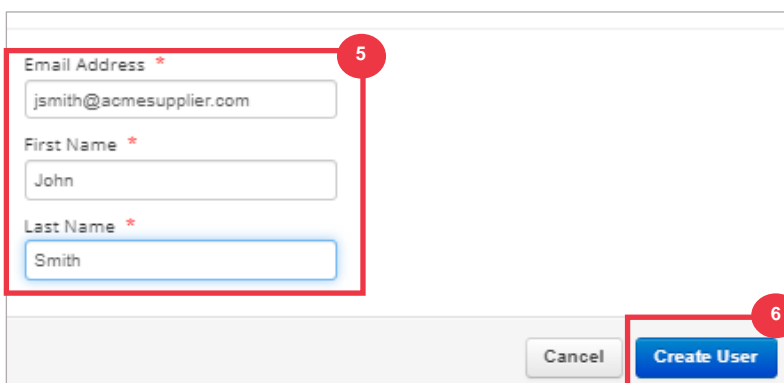 5
Email Address *
jsmith@acmesupplier.com
First Name *
John
Last Name *
Smith
6
Cancel Create User